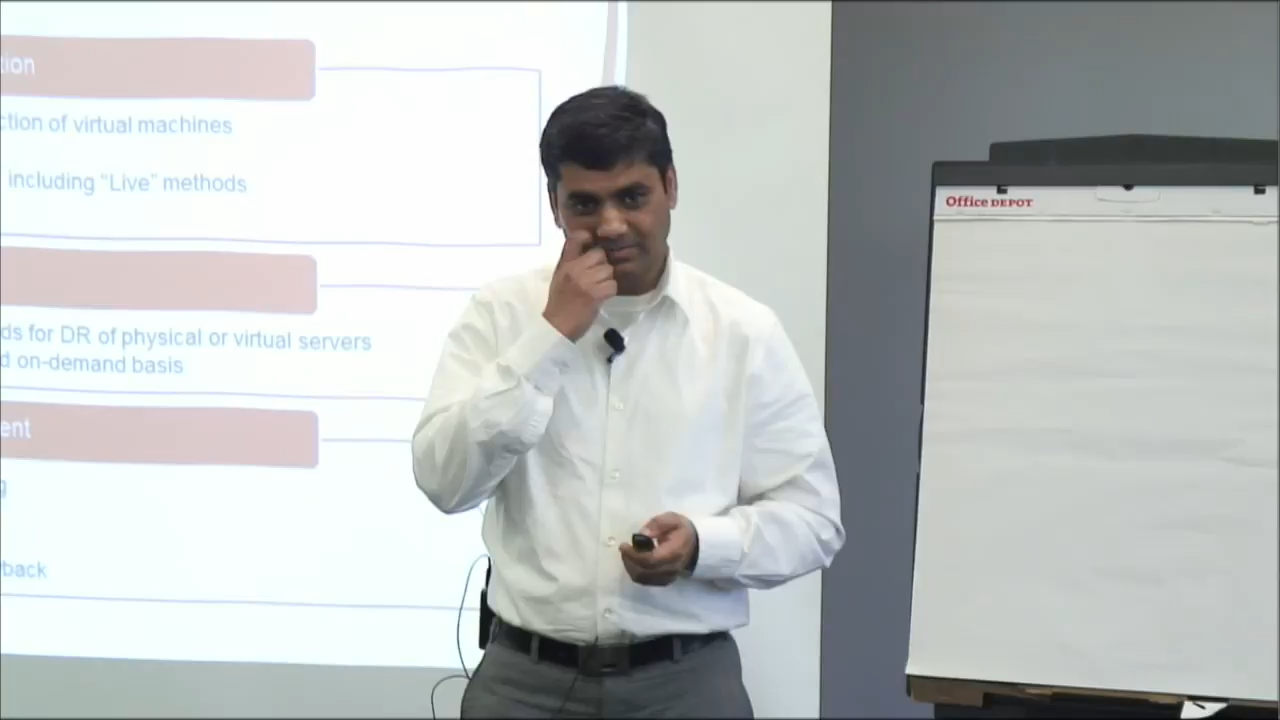 tion
ction of virtual machines
including “Live” methods
ds for DR of physical or virtual servers
d on-demand basis
ent
g
yback
Office DEPOT